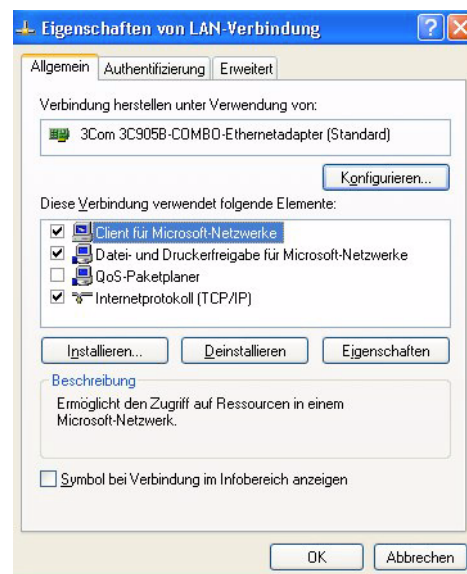 Eigenschaften von LAN-Verbindung
Allgemein Authentifizierung Erweitert
Verbindung herstellen unter Verwendung von:
3Com 3C905B-COMBO-Ethernetadapter (Standard)
Konfigurieren...
Diese Verbindung verwendet folgende Elemente:
Client für Microsoft-Netzwerke
Datei- und Druckerfreigabe für Microsoft-Netzwerke
QoS-Paketplaner
Internetprotokoll (TCP/IP)
Installieren... Deinstallieren Eigenschaften
Beschreibung
Ermöglicht den Zugriff auf Ressourcen in einem
Microsoft-Netzwerk.
Symbol bei Verbindung im Infobereich anzeigen
OK Abbrechen